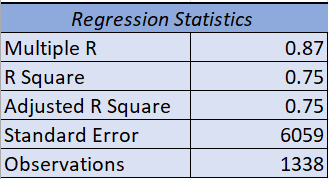 Regression Statistics
Multiple R 0.87
R Square 0.75
Adjusted R Square 0.75
Standard Error 6059
Observations 1338